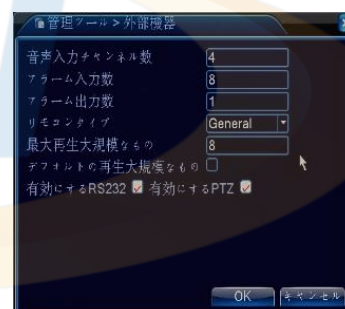 管理ツール > 外部機器
音声入力チャンネル数 4
アラーム入力数 8
アラーム出力数 1
リモコンタイプ General
最大再生大規模なもの 8
デフォルトの再生大規模なもの
有効にするRS232 有効にするPTZ
OK キャンセル